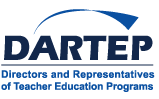 DARTEP
Directors and Representatives
of Teacher Education Programs